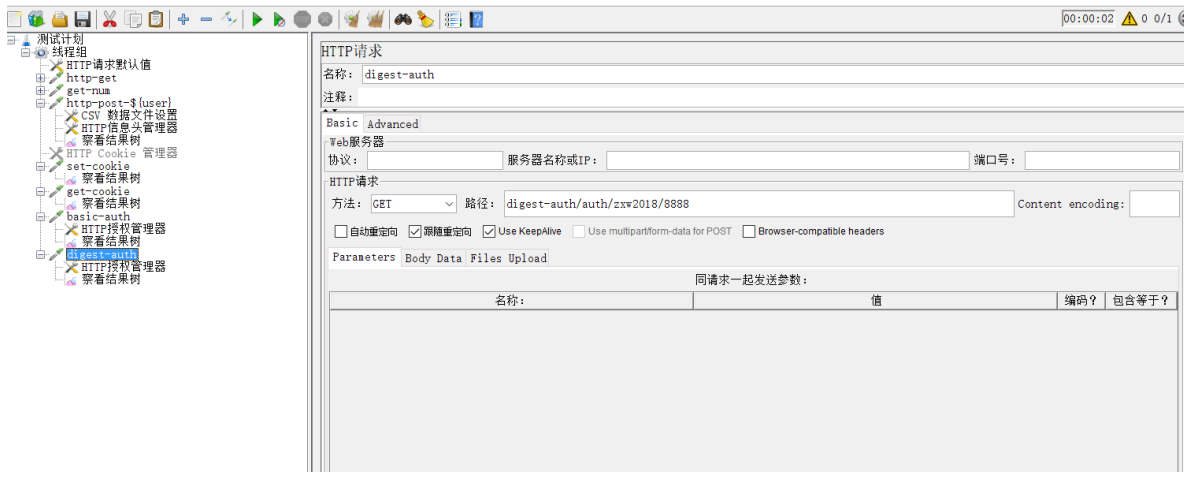 00:00:02 0 0/1
测试计划
线程组
HTTP请求默认值
http-get
get-num
http-post-${user}
CSV 数据文件设置
HTTP信息头管理器
察看结果树
HTTP Cookie 管理器
set-cookie
察看结果树
get-cookie
察看结果树
basic-auth
HTTP授权管理器
察看结果树
digest-auth
HTTP授权管理器
察看结果树
HTTP请求
名称: digest-auth
注释:
Basic Advanced
Web服务器
协议: 服务器名称或IP: 端口号:
HTTP请求
方法: GET 路径: digest-auth/auth/zxw2018/8888 Content encoding:
自动重定向 跟随重定向 Use KeepAlive Use multipart/form-data for POST Browser-compatible headers
Parameters Body Data Files Upload
同请求一起发送参数:
名称: 值 编码? 包含等于?